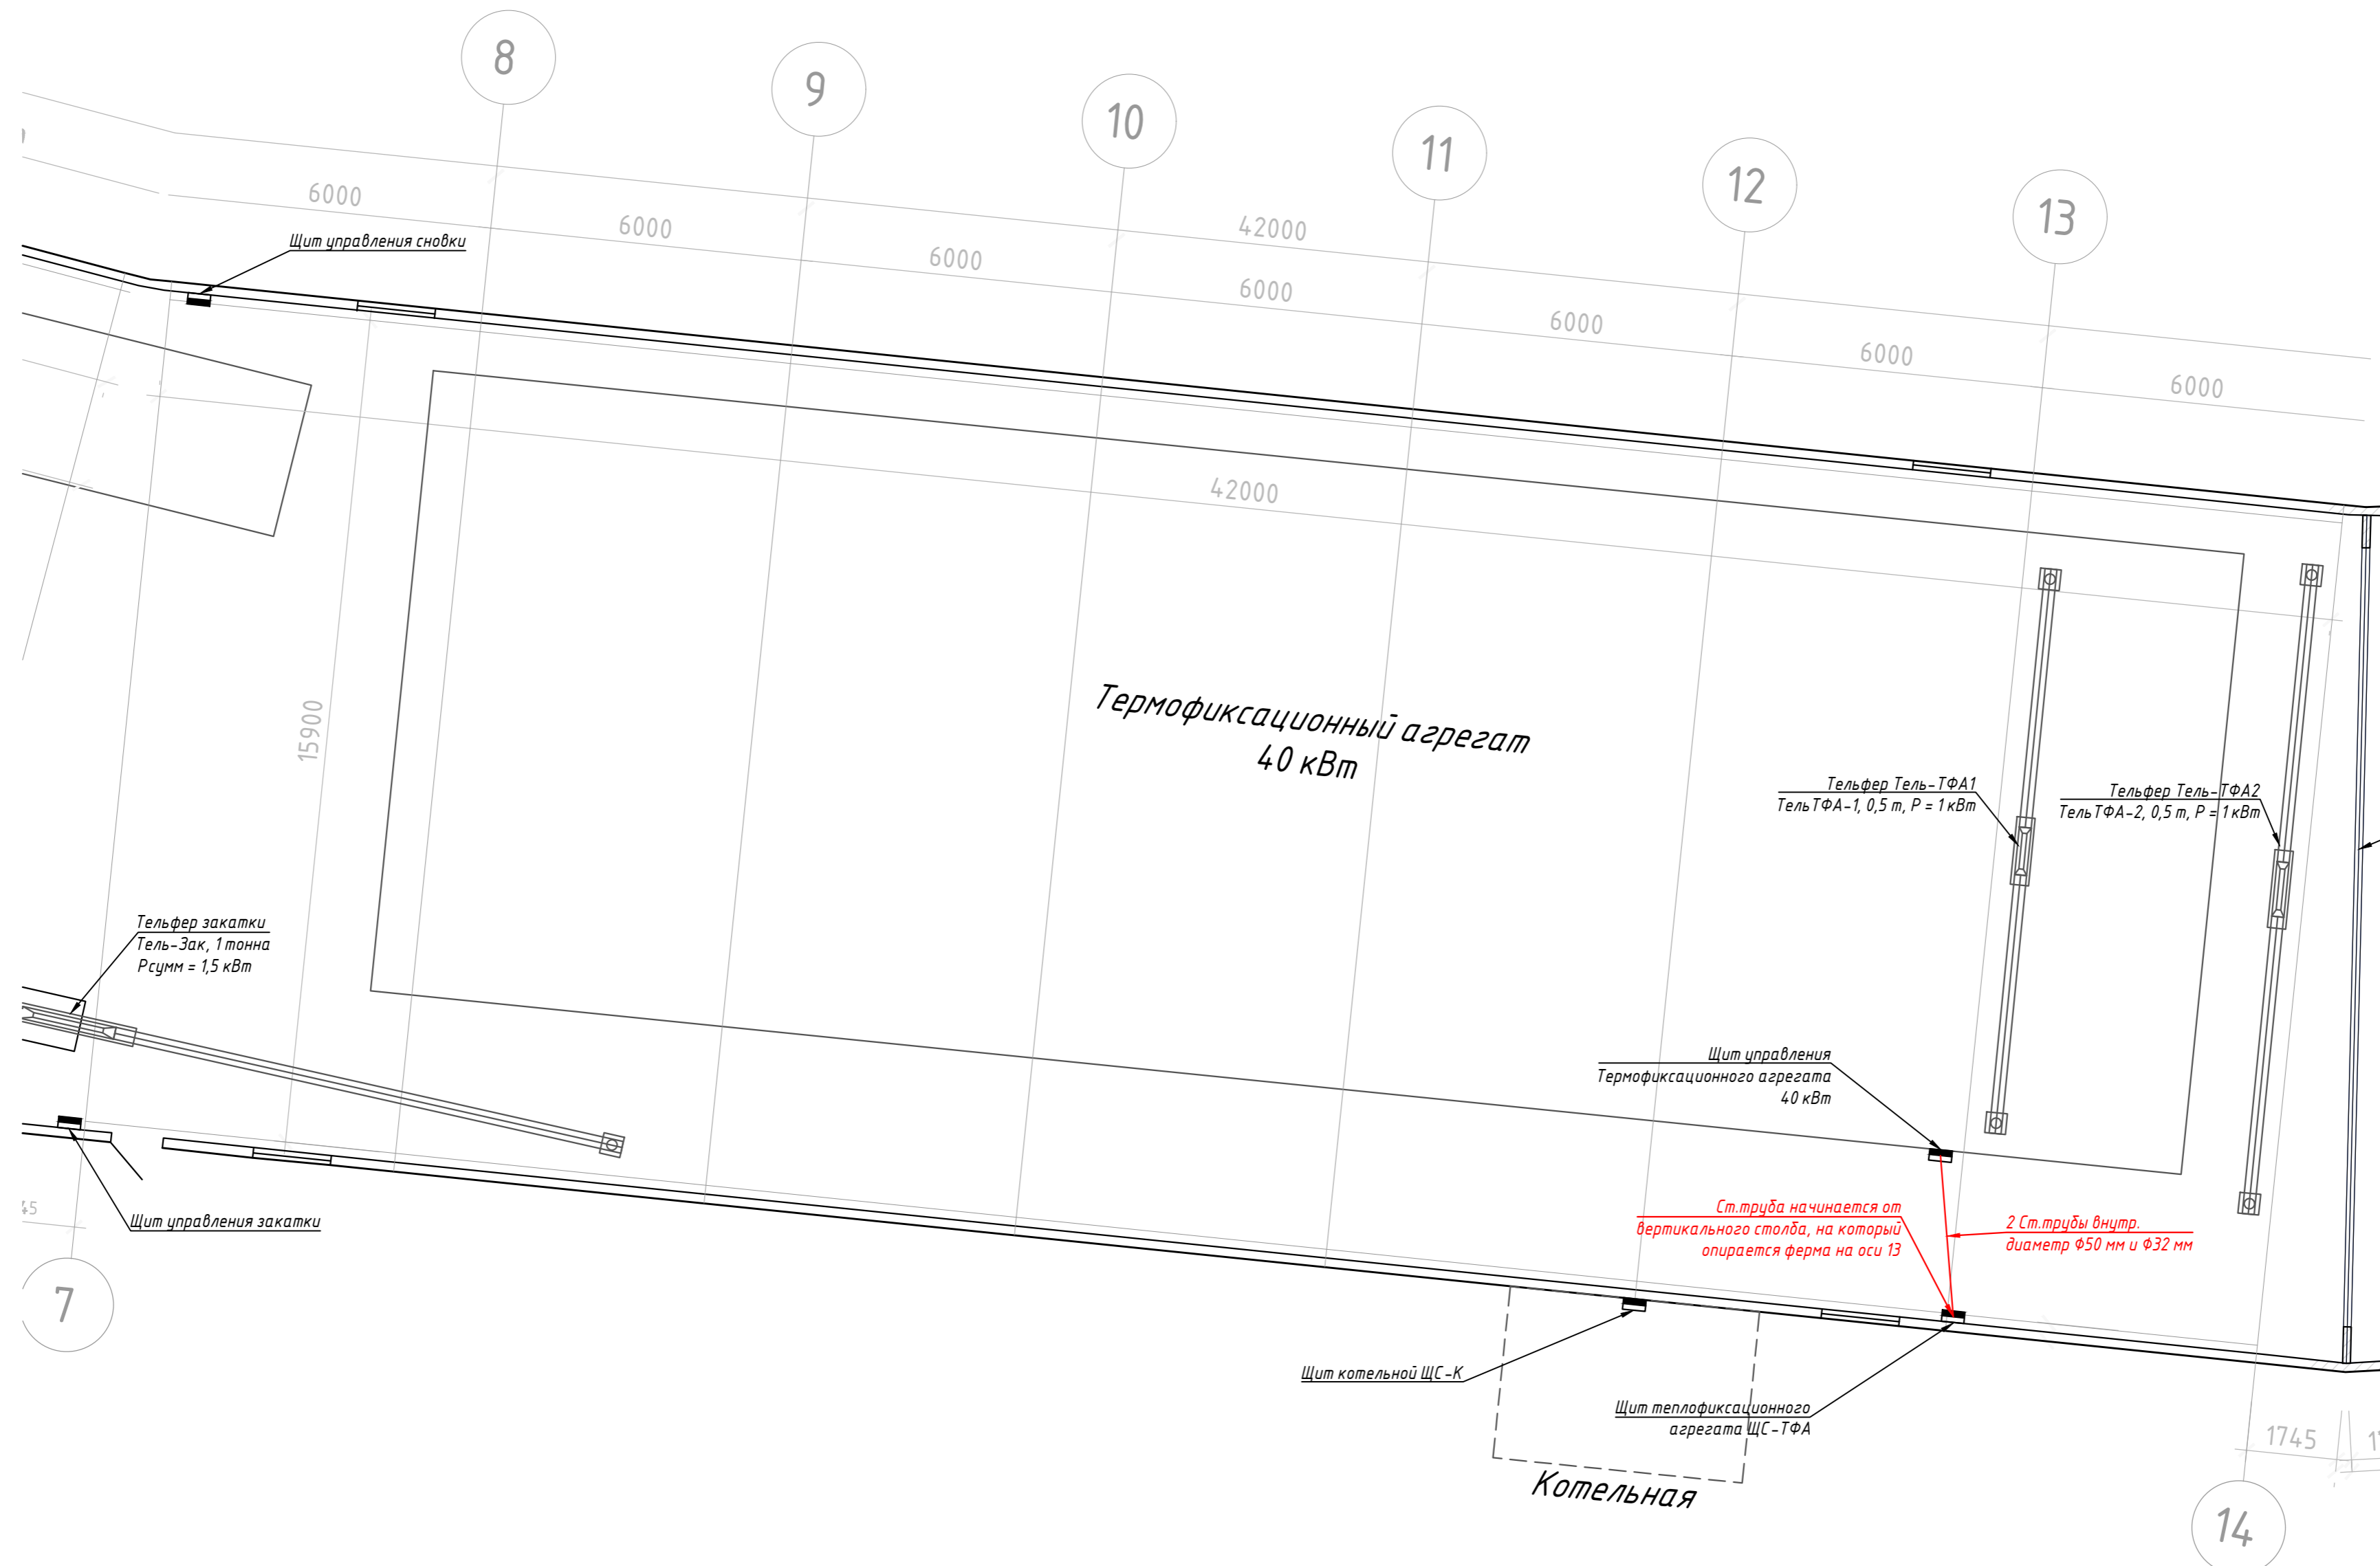 8
9
10
11
12
13
6000
6000
6000
42000
6000
6000
6000
6000
Щит управления сновки
42000
15900
Термофиксационный агрегат
40 кВт
Тельфер Тель-ТФА1
ТельТФА-1, 0,5 т, Р = 1 кВт
Тельфер Тель-ТФА2
ТельТФА-2, 0,5 т, Р = 1 кВт
Тельфер закатки
Тель-Зак, 1 тонна
Рсумм = 1,5 кВт
Щит управления
Термофиксационного агрегата
40 кВт
Ст.труба начинается от
вертикального столба, на который
опирается ферма на оси 13
2 Ст.трубы внутр.
диаметр Ф50 мм и Ф32 мм
45
Щит управления закатки
7
Щит котельной ЩС-К
Щит теплофиксационного
агрегата ЩС-ТФА
Котельная
1745
14